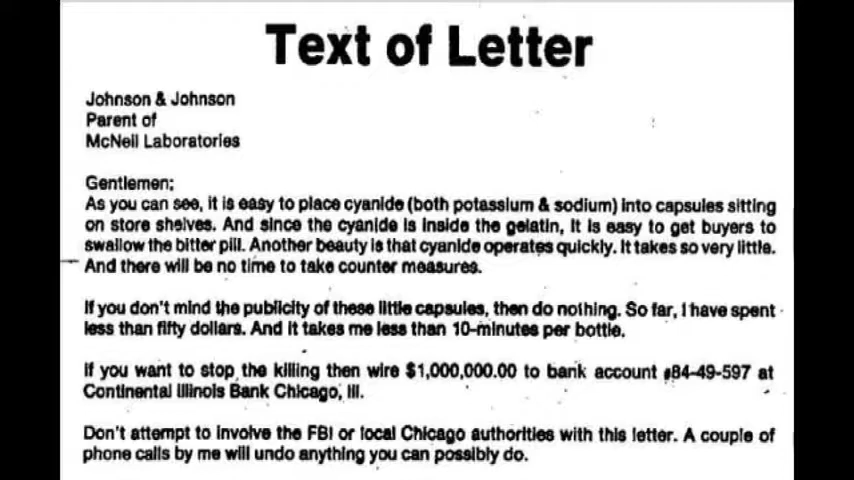 Text of Letter
Johnson & Johnson
Parent of
McNeil Laboratories
Gentlemen;
As you can see, it is easy to place cyanide (both potassium & sodium) into capsules sitting
on store shelves. And since the cyanide is inside the gelatin, it is easy to get buyers to
swallow the bitter pill. Another beauty is that cyanide operates quickly. It takes so very little.
And there will be no time to take counter measures.
If you don't mind the publicity of these little capsules, then do nothing. So far, I have spent
less than fifty dollars. And it takes me less than 10-minutes per bottle.
If you want to stop the killing then wire $1,000,000.00 to bank account #84-49-597 at
Continental Illinois Bank Chicago, Ill.
Don't attempt to involve the FBI or local Chicago authorities with this letter. A couple of
phone calls by me will undo anything you can possibly do.